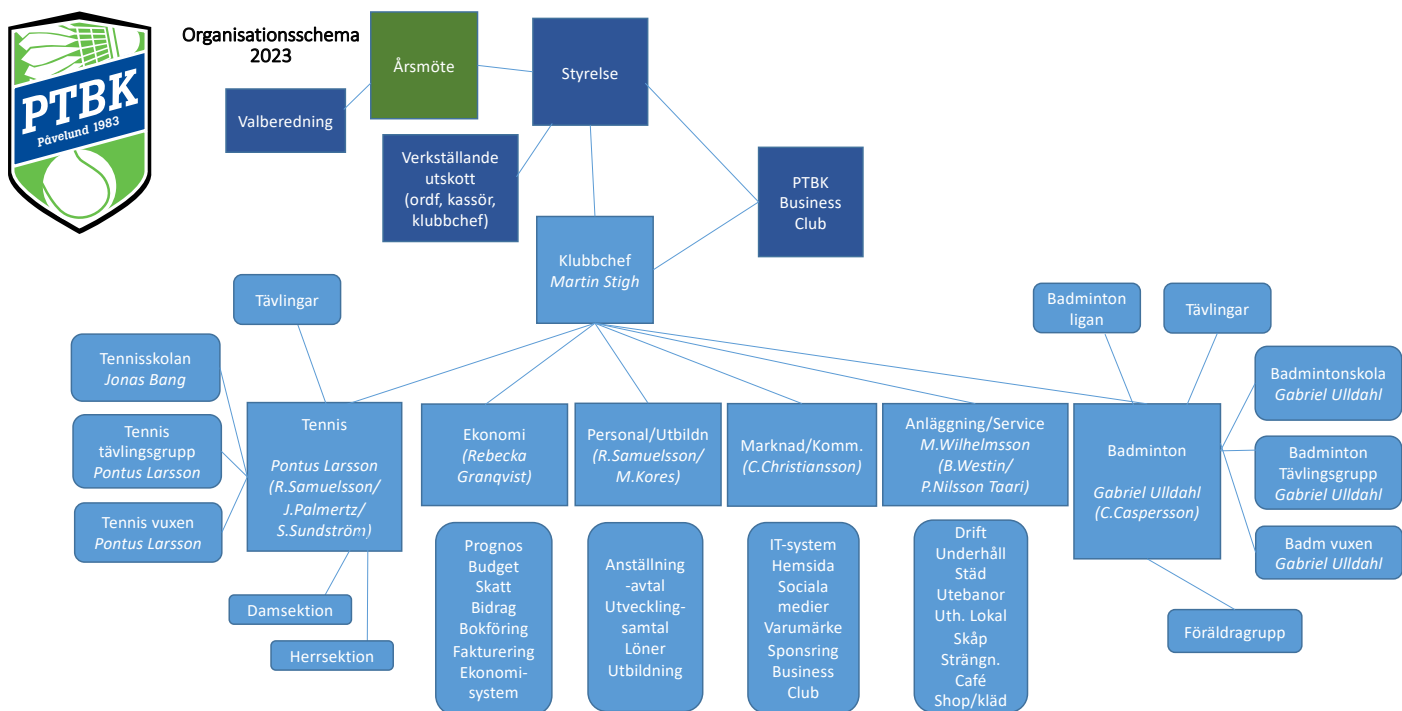 PTBK
Påvelund 1983
Organisationsschema
2023
Årsmöte
Styrelse
Valberedning
Verkställande
utskott
(ordf, kassör,
klubbchef)
PTBK
Business
Club
Klubbchef
Martin Stigh
Tävlingar
Badminton
ligan
Tävlingar
Tennisskolan
Jonas Bang
Tennis
tävlingsgrupp
Pontus Larsson
Tennis vuxen
Pontus Larsson
Tennis
Pontus Larsson
(R.Samuelsson/
J.Palmertz/
S.Sundström)
Ekonomi
(Rebecka
Granqvist)
Personal/Utbildn
(R.Samuelsson/
M.Kores)
Marknad/Komm.
(C.Christiansson)
Anläggning/Service
M.Wilhelmsson
(B.Westin/
P.Nilsson Taari)
Badminton
Gabriel Ulldahl
(C.Caspersson)
Badmintonskola
Gabriel Ulldahl
Badminton
Tävlingsgrupp
Gabriel Ulldahl
Badm vuxen
Gabriel Ulldahl
Damsektion
Herrsektion
Prognos
Budget
Skatt
Bidrag
Bokföring
Fakturering
Ekonomi-
system
Anställning
-avtal
Utveckling-
samtal
Löner
Utbildning
IT-system
Hemsida
Sociala
medier
Varumärke
Sponsring
Business
Club
Drift
Underhåll
Städ
Utebanor
Uth. Lokal
Skåp
Strängn.
Café
Shop/kläd
Föräldragrupp